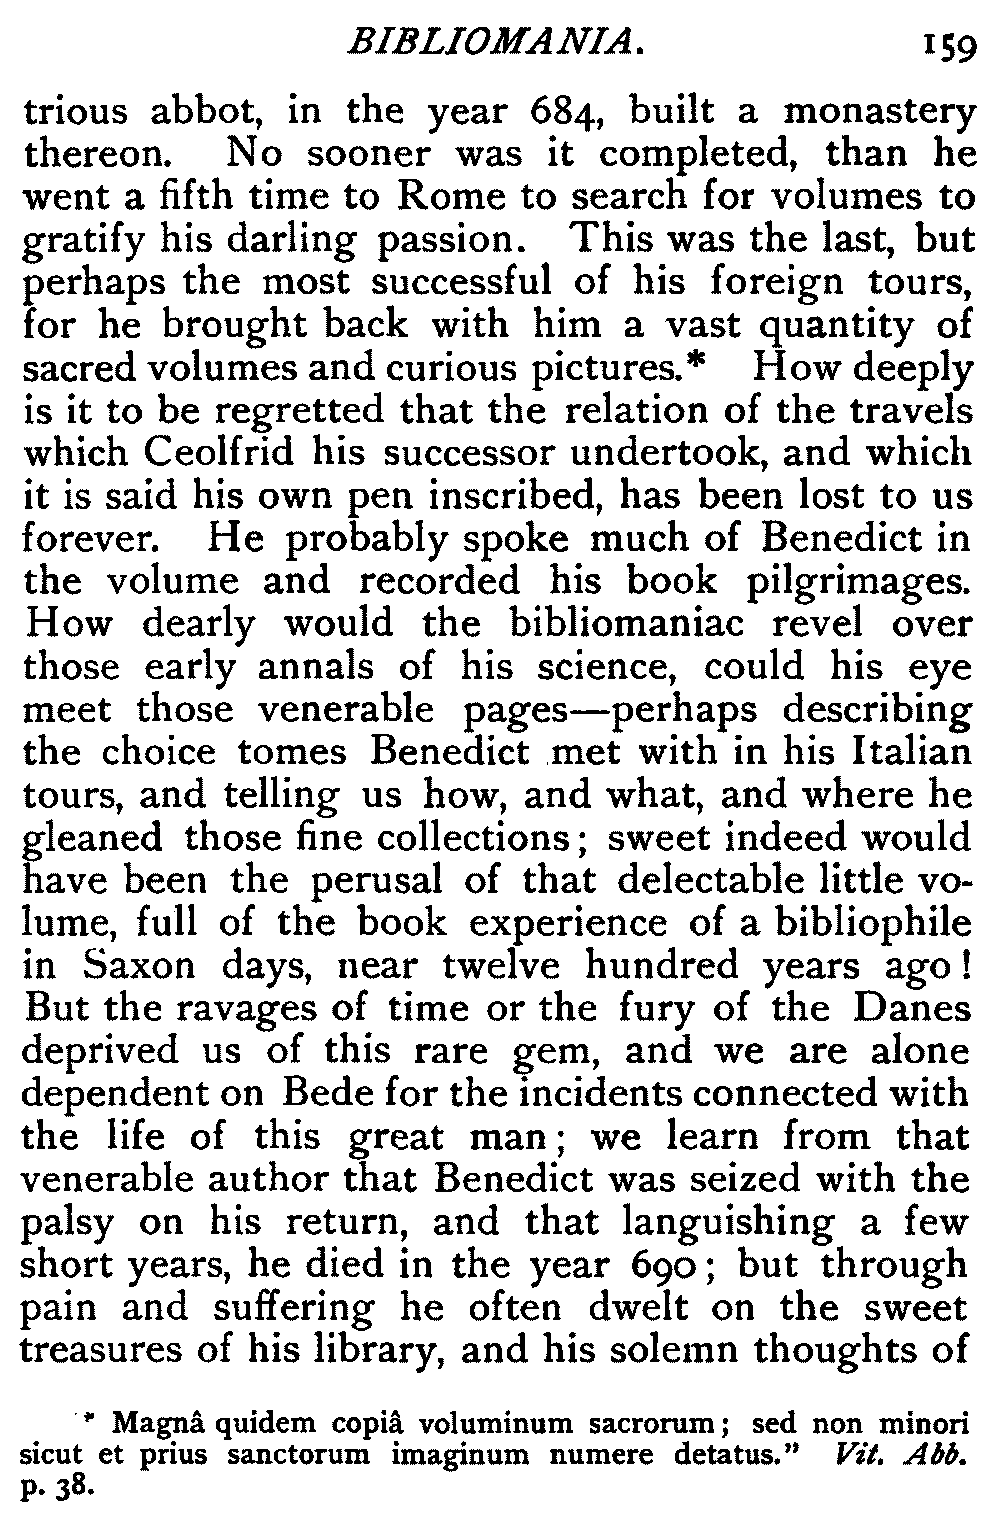 BIBLIOMANIA. 159
trious abbot, in the year 684, built a monastery
thereon. No sooner was it completed, than he
went a fifth time to Rome to search for volumes to
gratify his darling passion. This was the last, but
perhaps the most successful of his foreign tours,
for he brought back with him a vast quantity of
sacred volumes and curious pictures.* How deeply
is it to be regretted that the relation of the travels
which Ceolfrid his successor undertook, and which
it is said his own pen inscribed, has been lost to us
forever. He probably spoke much of Benedict in
the volume and recorded his book pilgrimages.
How dearly would the bibliomaniac revel over
those early annals of his science, could his eye
meet those venerable pages—perhaps describing
the choice tomes Benedict met with in his Italian
tours, and telling us how, and what, and where he
gleaned those fine collections; sweet indeed would
have been the perusal of that delectable little vo-
lume, full of the book experience of a bibliophile
in Saxon days, near twelve hundred years ago!
But the ravages of time or the fury of the Danes
deprived us of this rare gem, and we are alone
dependent on Bede for the incidents connected with
the life of this great man; we learn from that
venerable author that Benedict was seized with the
palsy on his return, and that languishing a few
short years, he died in the year 690; but through
pain and suffering he often dwelt on the sweet
treasures of his library, and his solemn thoughts of
* Magnâ quidem copiâ voluminum sacrorum; sed non minori
sicut et prius sanctorum imaginum numere detatus." Vit. Abb.
p. 38.